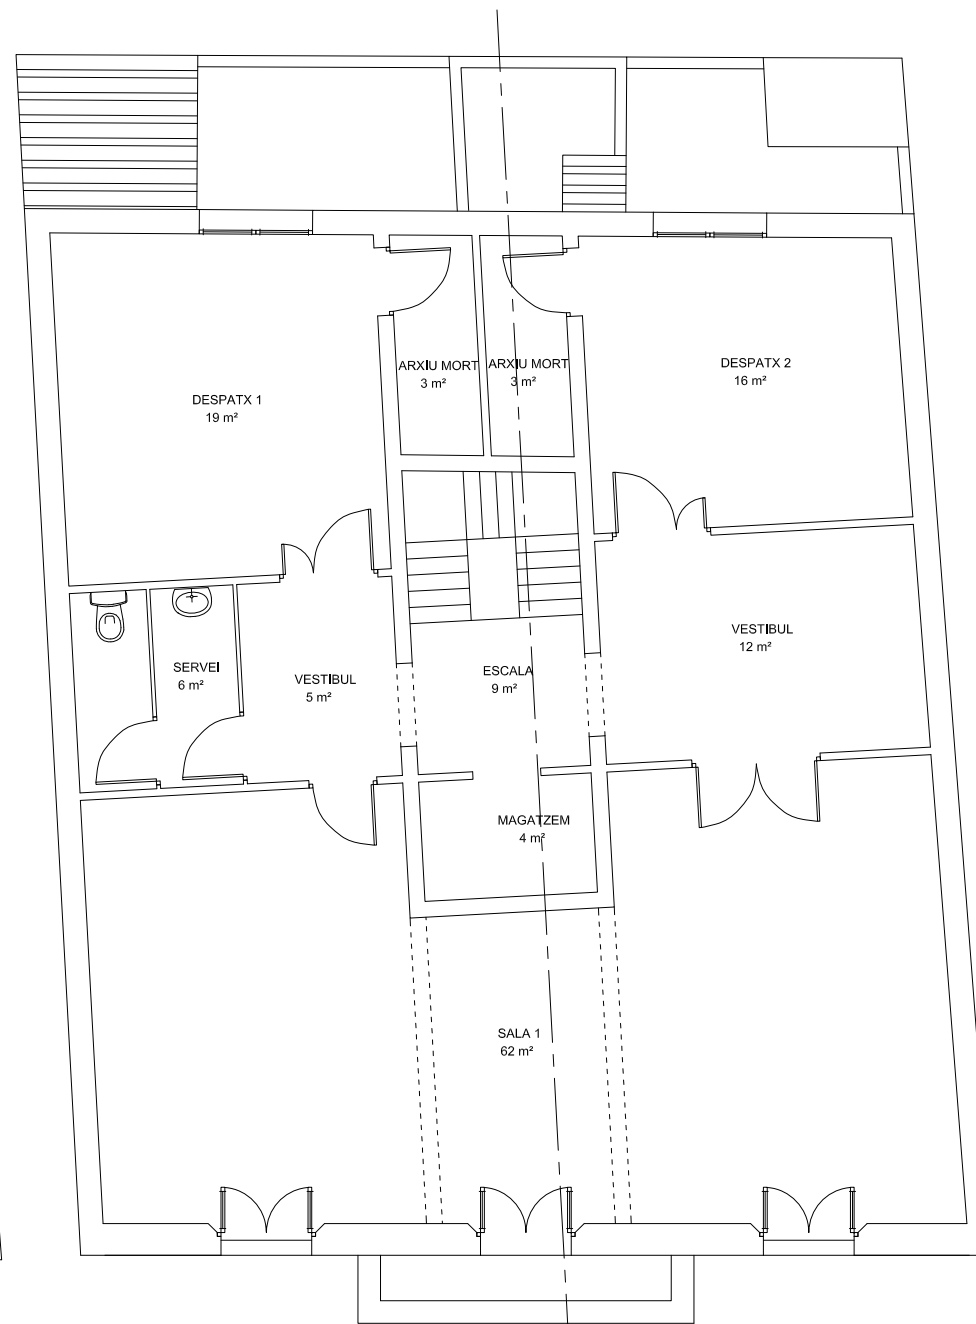 ARXIU MORT
3 m²
ARXIU MORT
3 m²
DESPATX 2
16 m²
DESPATX 1
19 m²
VESTIBUL
12 m²
SERVEI
6 m²
VESTIBUL
5 m²
ESCALA
9 m²
MAGATZEM
4 m²
SALA 1
62 m²